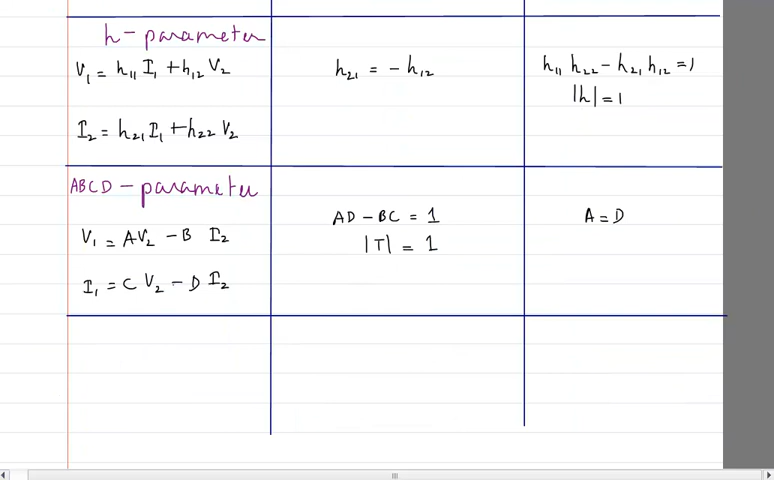 h-parameter
V₁ = h₁₁ I₁ + h₁₂ V₂
h₂₁ = - h₁₂
h₁₁ h₂₂ - h₂₁ h₁₂ = 1
|h| = 1
I₂ = h₂₁ I₁ + h₂₂ V₂
ABCD - parameter
V₁ = AV₂ - B I₂
AD - BC = 1
A = D
|T| = 1
I₁ = C V₂ - D I₂